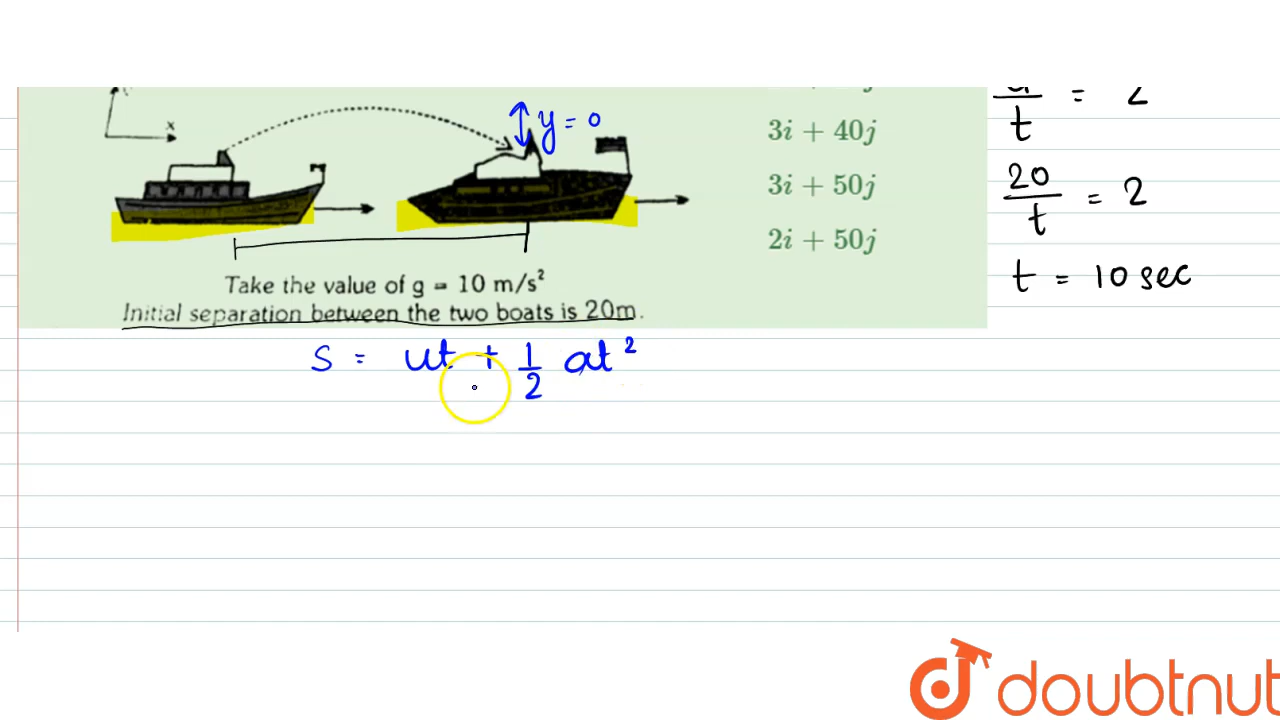 x
y = 0
3i + 40j
3i + 50j
2i + 50j
Take the value of g = 10 m/s²
Initial separation between the two boats is 20m.
S = ut + 1/2 at²
t = 2
20/t = 2
t = 10 sec
doubtnut